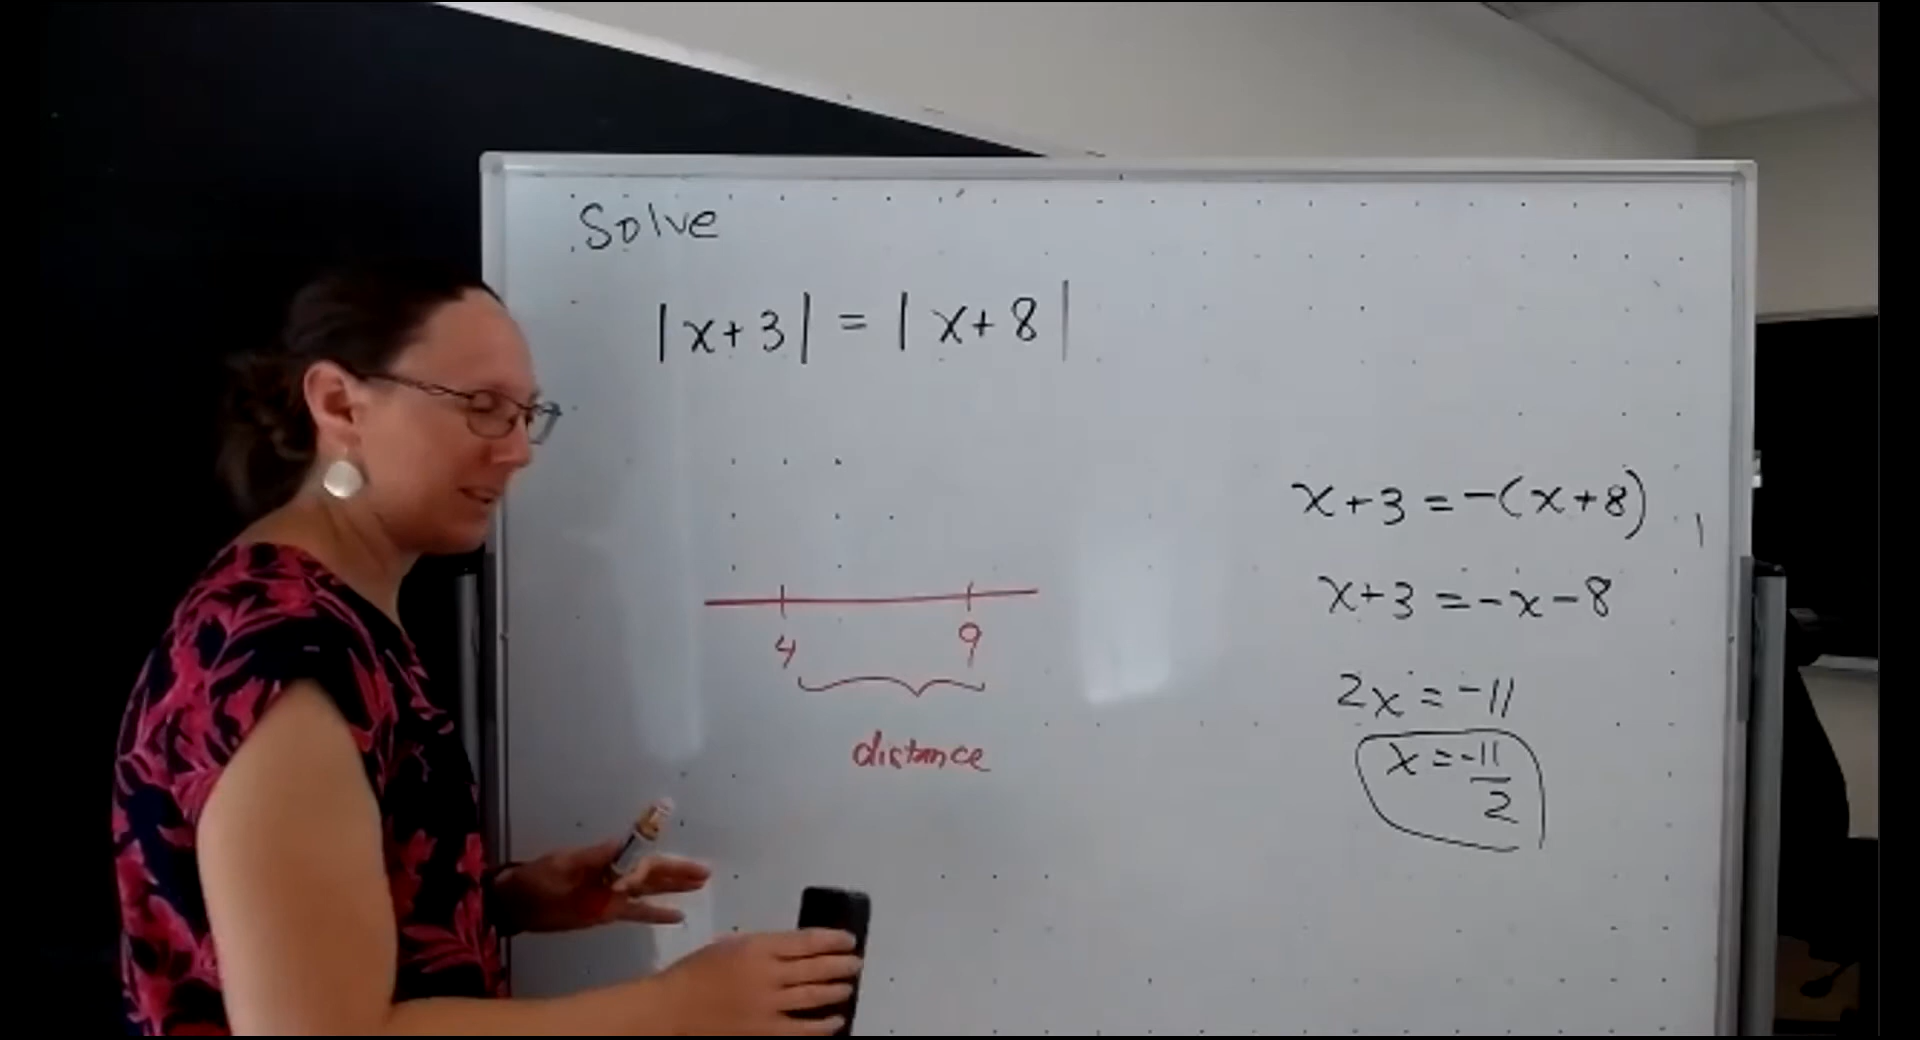 Solve
|x+3| = |x+8|
4 9
distance
x+3=-(x+8)
x+3=-x-8
2x=-11
x=-11/2